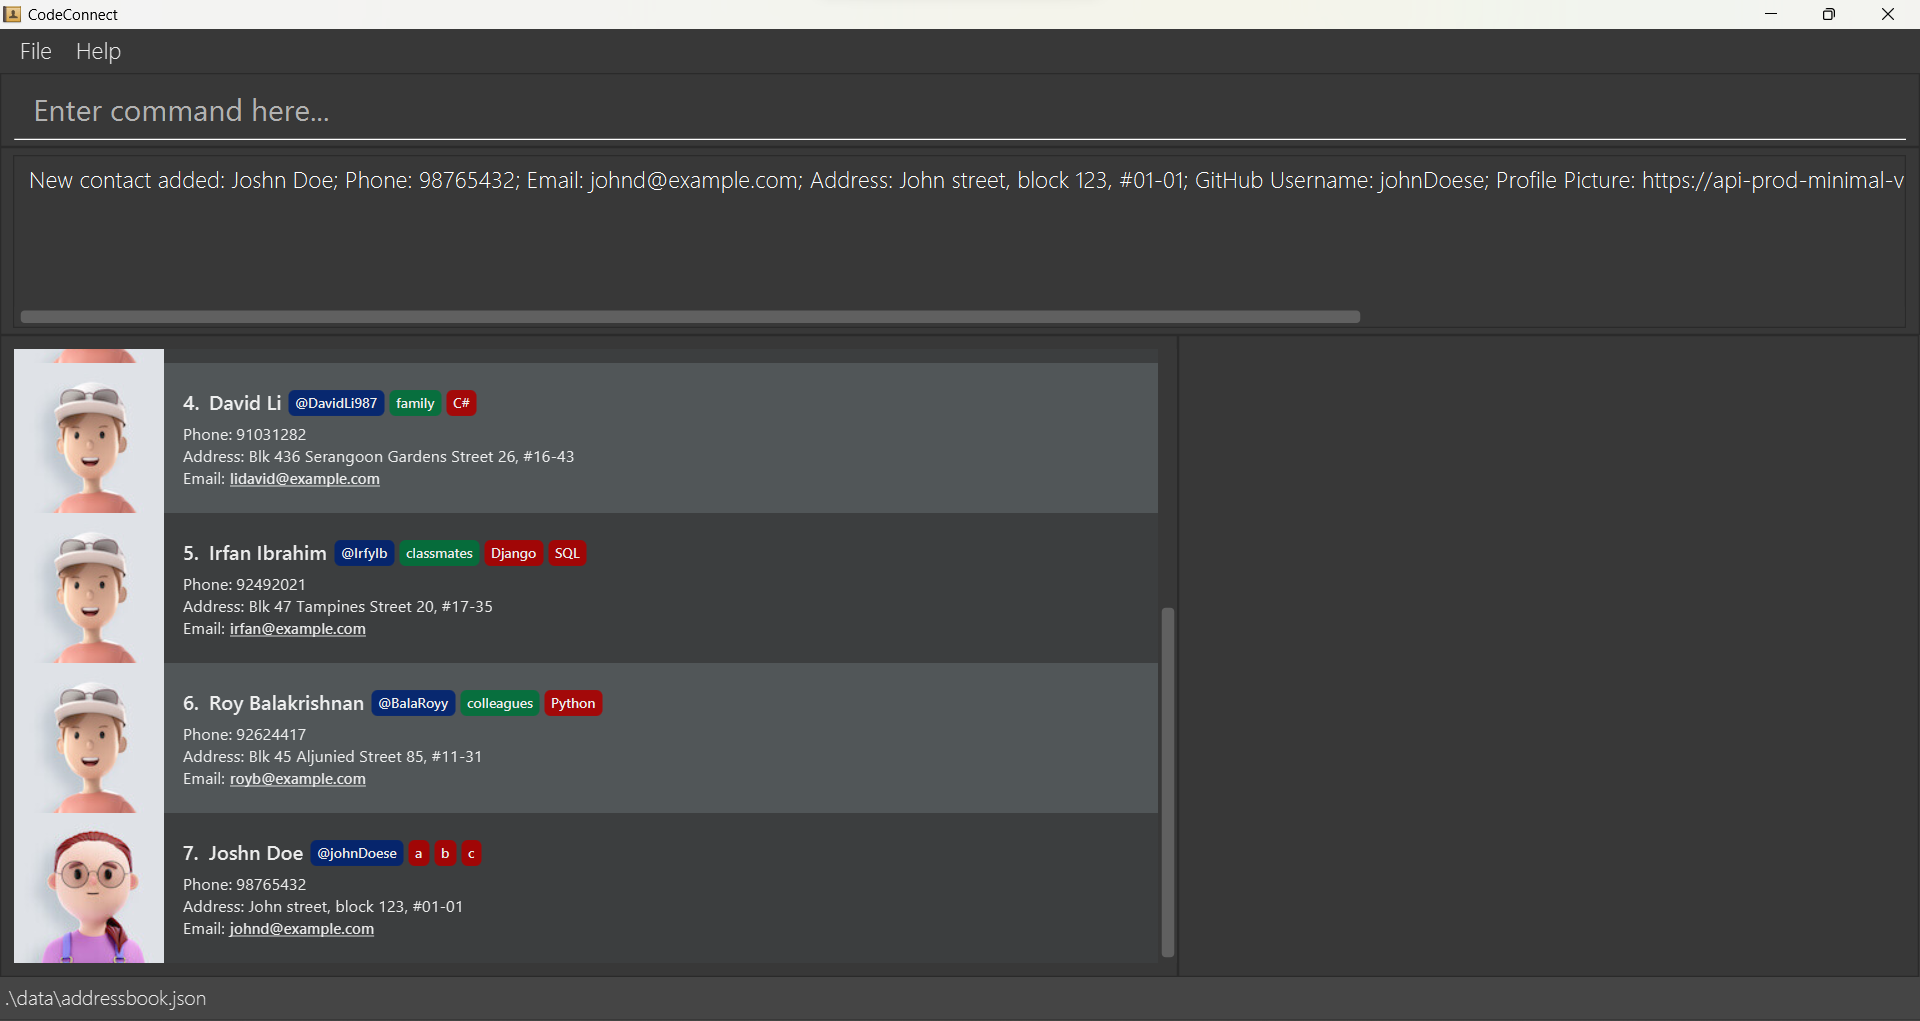 CodeConnect
File Help
Enter command here...
New contact added: Joshn Doe; Phone: 98765432; Email: johnd@example.com; Address: John street, block 123, #01-01; GitHub Username: johnDoese; Profile Picture: https://api-prod-minimal-v
4. David Li @DavidLi987 family C#
Phone: 91031282
Address: Blk 436 Serangoon Gardens Street 26, #16-43
Email: lidavid@example.com
5. Irfan Ibrahim @IrfyIb classmates Django SQL
Phone: 92492021
Address: Blk 47 Tampines Street 20, #17-35
Email: irfan@example.com
6. Roy Balakrishnan @BalaRoyy colleagues Python
Phone: 92624417
Address: Blk 45 Aljunied Street 85, #11-31
Email: royb@example.com
7. Joshn Doe @johnDoese a b c
Phone: 98765432
Address: John street, block 123, #01-01
Email: johnd@example.com
.\data\addressbook.json